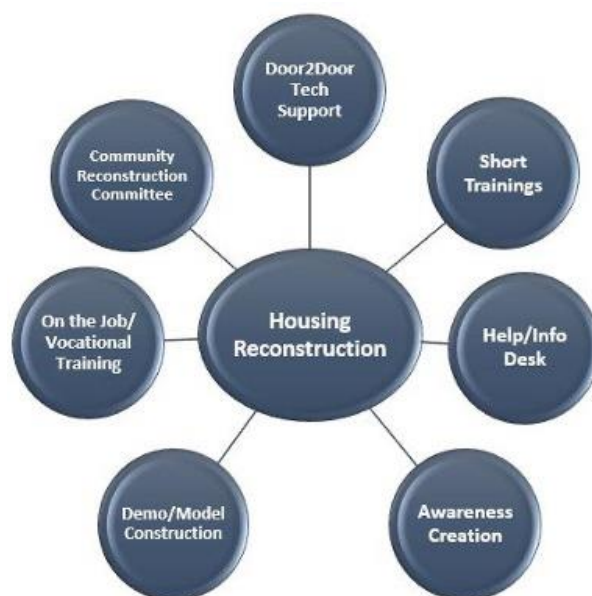 Door2Door
Tech
Support
Community
Reconstruction
Committee
Short
Trainings
On the Job/
Vocational
Training
Housing
Reconstruction
Help/Info
Desk
Demo/Model
Construction
Awareness
Creation